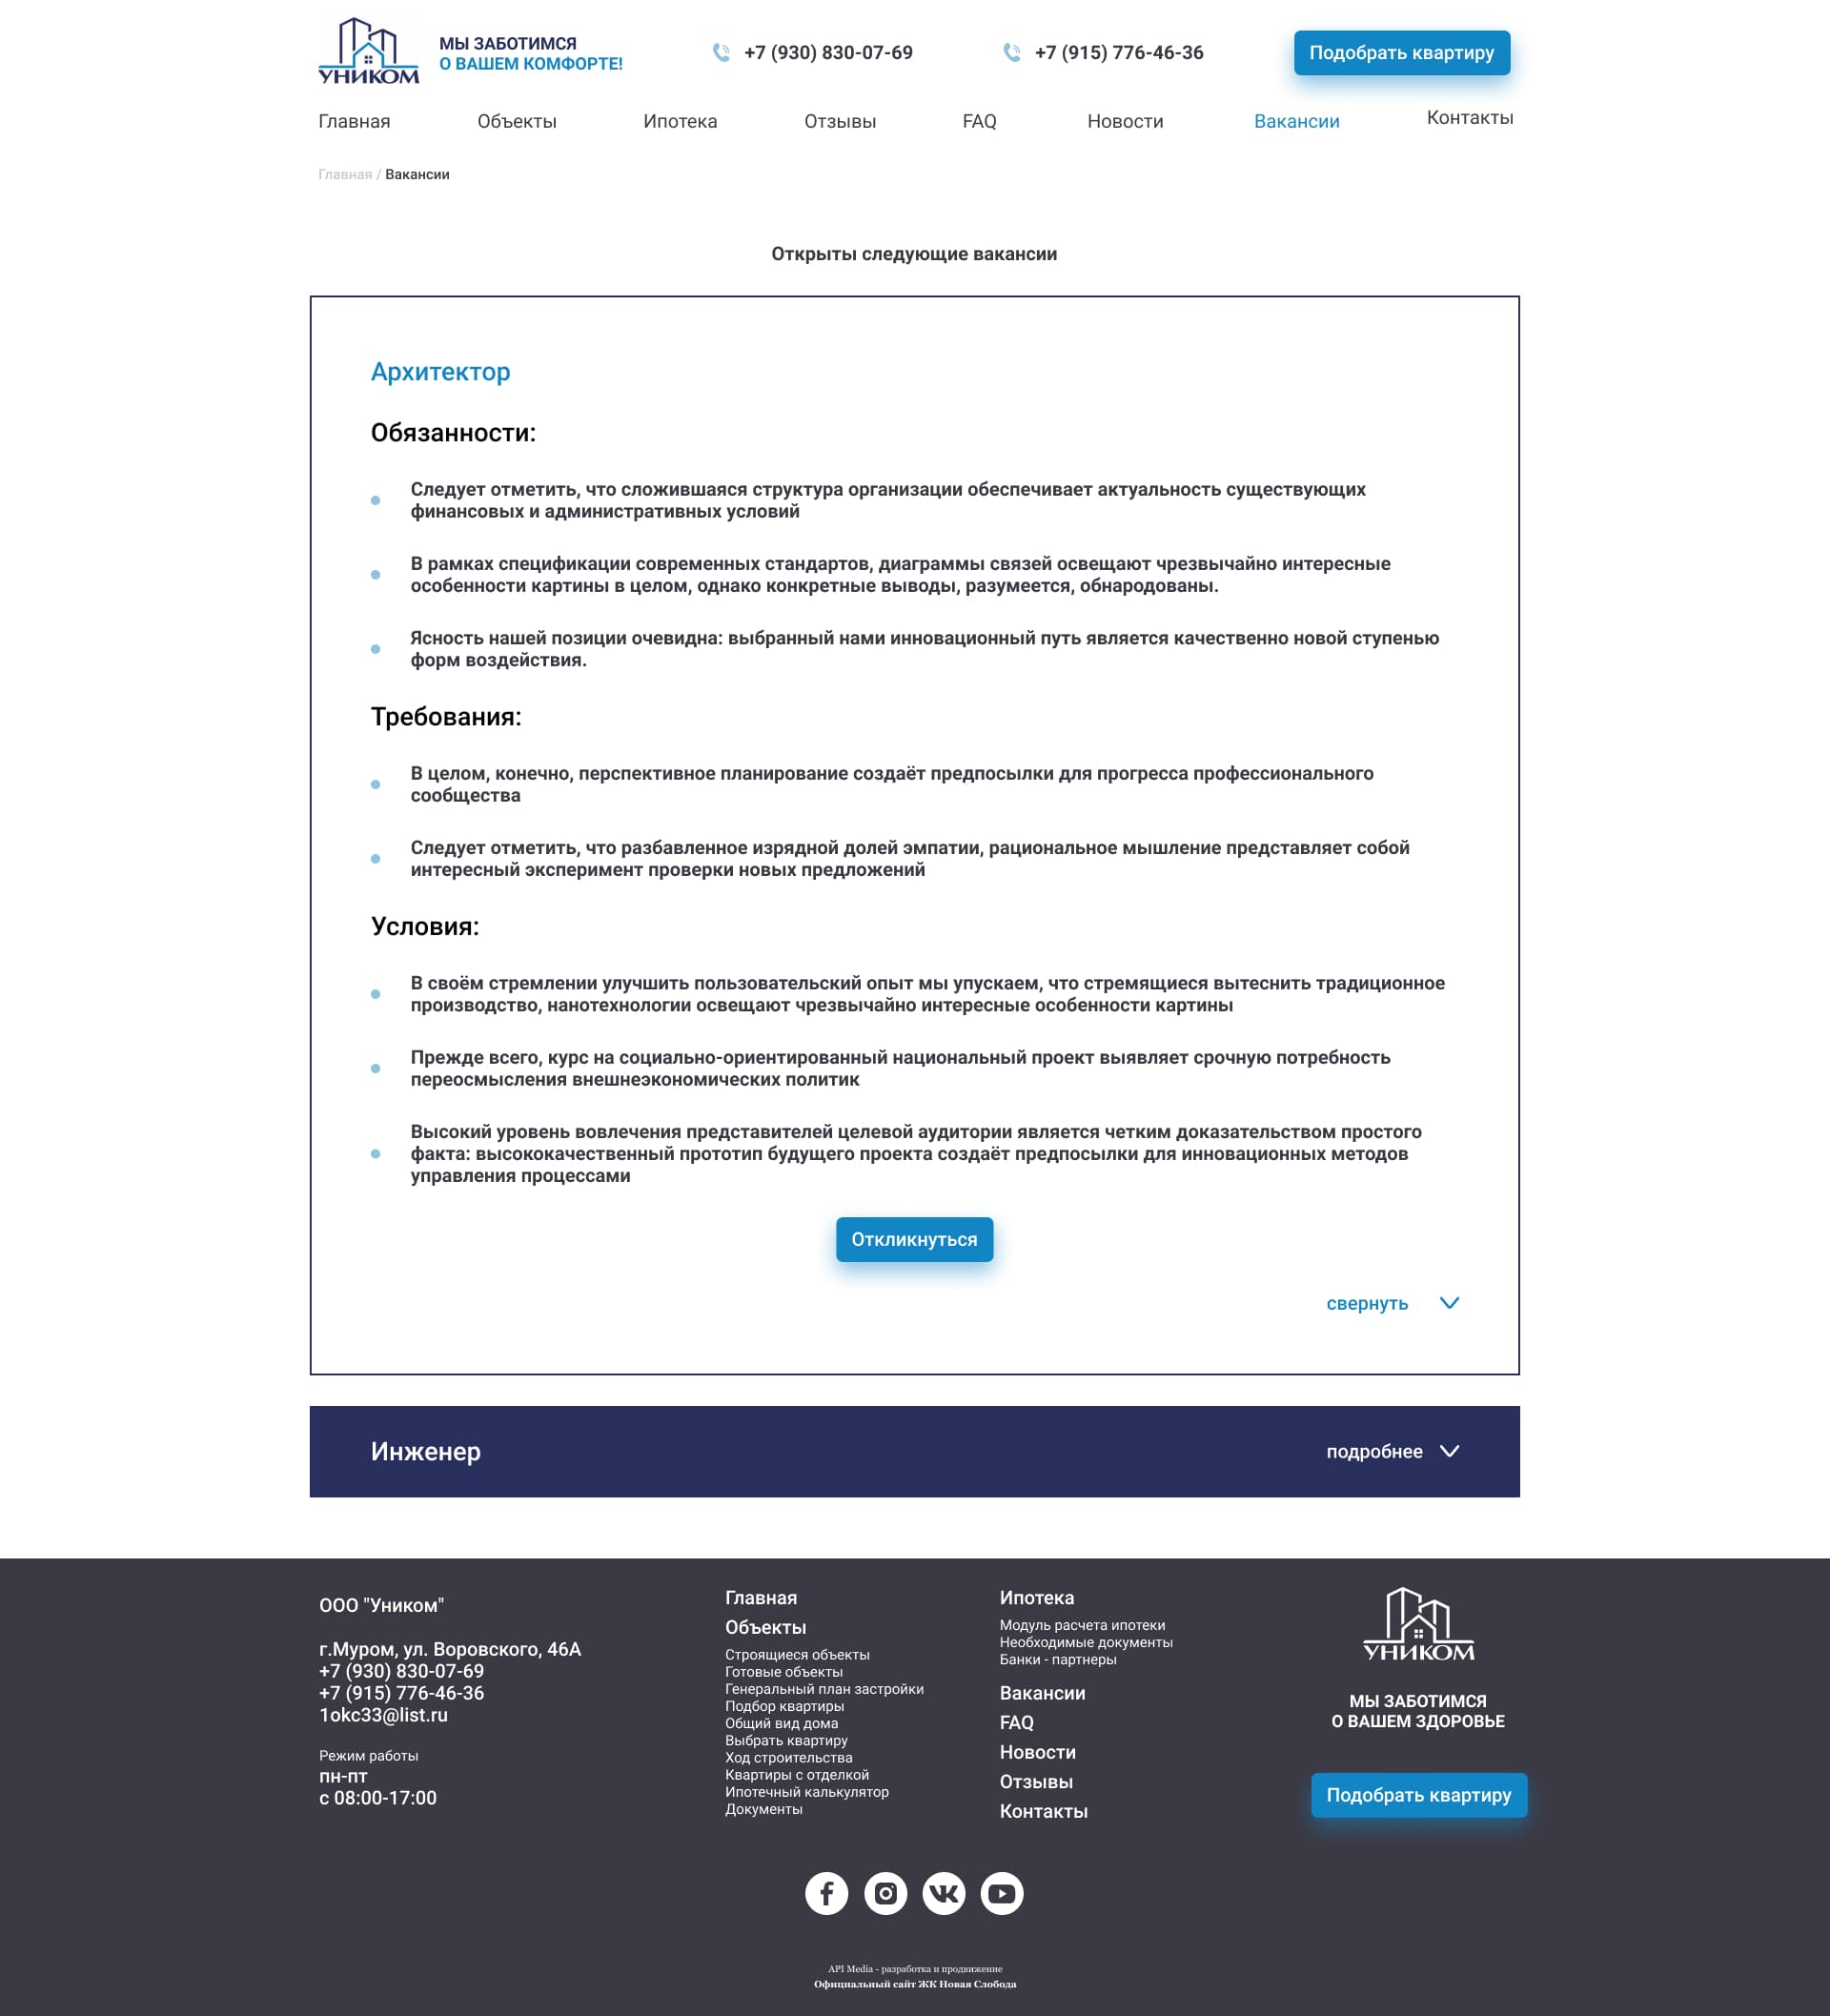 УНИКОМ
МЫ ЗАБОТИМСЯ
О ВАШЕМ КОМФОРТЕ!
+7 (930) 830-07-69
+7 (915) 776-46-36
Подобрать квартиру
Главная
Объекты
Ипотека
Отзывы
FAQ
Новости
Вакансии
Контакты
Главная / Вакансии
Открыты следующие вакансии
Архитектор
Обязанности:
Следует отметить, что сложившаяся структура организации обеспечивает актуальность существующих
финансовых и административных условий
В рамках спецификации современных стандартов, диаграммы связей освещают чрезвычайно интересные
особенности картины в целом, однако конкретные выводы, разумеется, обнародованы.
Ясность нашей позиции очевидна: выбранный нами инновационный путь является качественно новой ступенью
форм воздействия.
Требования:
В целом, конечно, перспективное планирование создаёт предпосылки для прогресса профессионального
сообщества
Следует отметить, что разбавленное изрядной долей эмпатии, рациональное мышление представляет собой
интересный эксперимент проверки новых предложений
Условия:
В своём стремлении улучшить пользовательский опыт мы упускаем, что стремящиеся вытеснить традиционное
производство, нанотехнологии освещают чрезвычайно интересные особенности картины
Прежде всего, курс на социально-ориентированный национальный проект выявляет срочную потребность
переосмысления внешнеэкономических политик
Высокий уровень вовлечения представителей целевой аудитории является четким доказательством простого
факта: высококачественный прототип будущего проекта создаёт предпосылки для инновационных методов
управления процессами
Откликнуться
свернуть
Инженер
подробнее
ООО "Уником"
г.Муром, ул. Воровского, 46А
+7 (930) 830-07-69
+7 (915) 776-46-36
1okc33@list.ru
Режим работы
пн-пт
с 08:00-17:00
Главная
Объекты
Строящиеся объекты
Готовые объекты
Генеральный план застройки
Подбор квартиры
Общий вид дома
Выбрать квартиру
Ход строительства
Квартиры с отделкой
Ипотечный калькулятор
Документы
Ипотека
Модуль расчета ипотеки
Необходимые документы
Банки - партнеры
Вакансии
FAQ
Новости
Отзывы
Контакты
УНИКОМ
МЫ ЗАБОТИМСЯ
О ВАШЕМ ЗДОРОВЬЕ
Подобрать квартиру
API Media - разработка и продвижение
Официальный сайт ЖК Новая Слобода